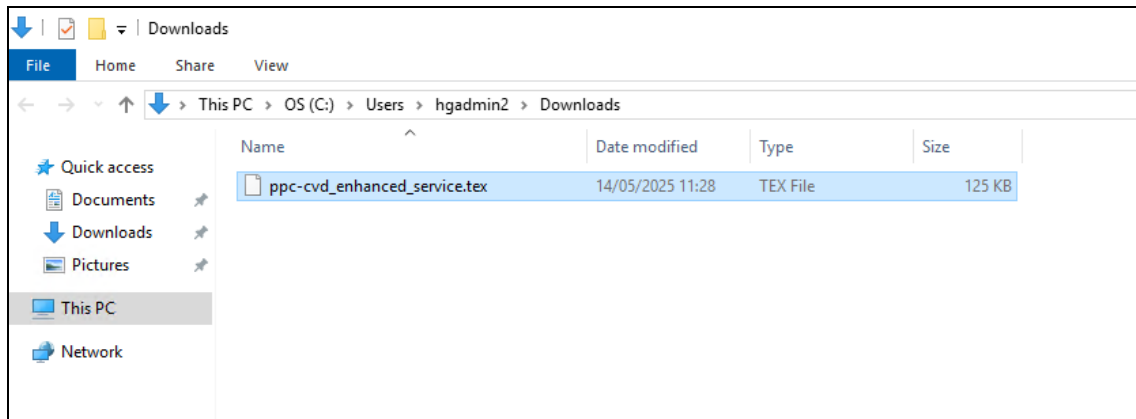 Downloads
File Home Share View
This PC > OS (C:) > Users > hgadmin2 > Downloads
Name Date modified Type Size
Quick access
ppc-cvd_enhanced_service.tex 14/05/2025 11:28 TEX File 125 KB
Documents
Downloads
Pictures
This PC
Network